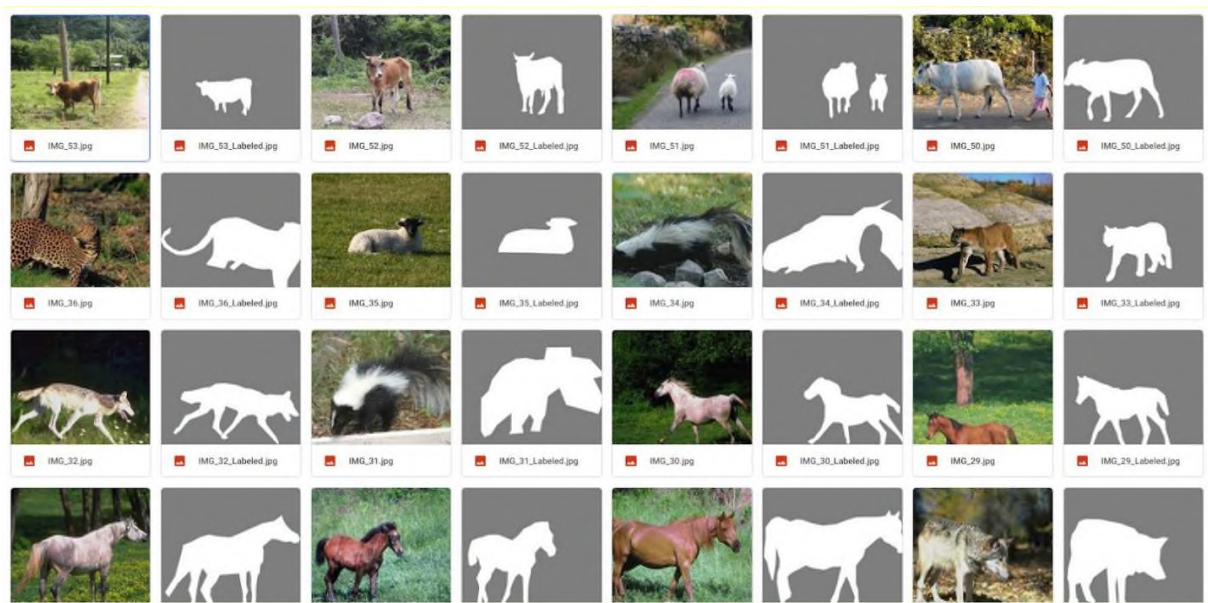 IMG_53.jpg
IMG_53_Labeled.jpg
IMG_52.jpg
IMG_52_Labeled.jpg
IMG_51.jpg
IMG_51_Labeled.jpg
IMG_50.jpg
IMG_50_Labeled.jpg
IMG_36.jpg
IMG_36_Labeled.jpg
IMG_35.jpg
IMG_35_Labeled.jpg
IMG_34.jpg
IMG_34_Labeled.jpg
IMG_33.jpg
IMG_33_Labeled.jpg
IMG_32.jpg
IMG_32_Labeled.jpg
IMG_31.jpg
IMG_31_Labeled.jpg
IMG_30.jpg
IMG_30_Labeled.jpg
IMG_29.jpg
IMG_29_Labeled.jpg